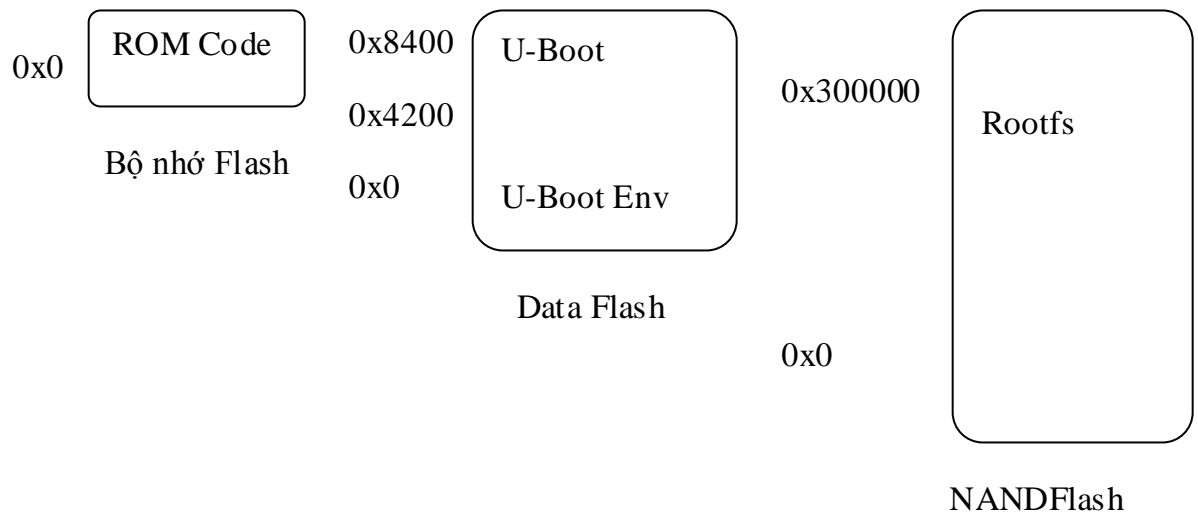 0x0
ROM Code
Bộ nhớ Flash
0x8400
0x4200
0x0
U-Boot
U-Boot Env
Data Flash
0x300000
0x0
Rootfs
NANDFlash